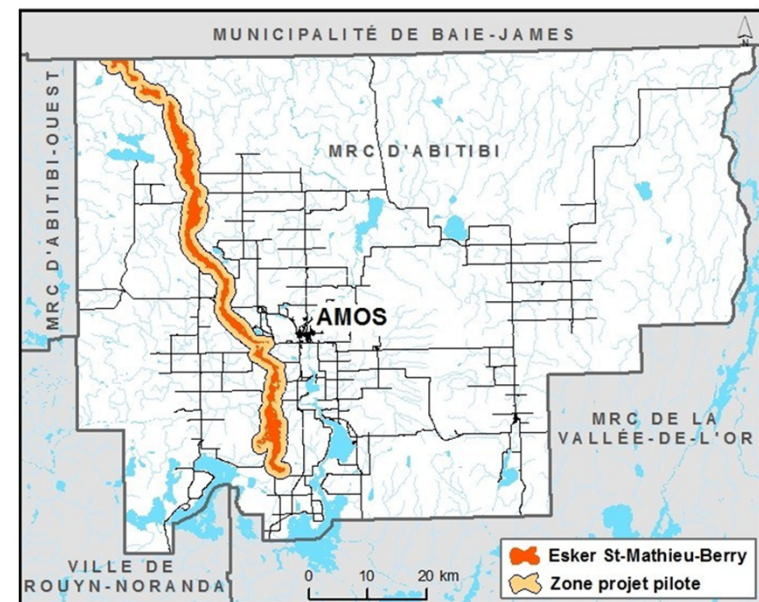 MUNICIPALITÉ DE BAIE-JAMES
N
MRC D'ABITIBI-OUEST
MRC D'ABITIBI
AMOS
MRC DE LA
VALLÉE-DE-L'OR
VILLE DE
ROUYN-NORANDA
0 10 20 km
Esker St-Mathieu-Berry
Zone projet pilote